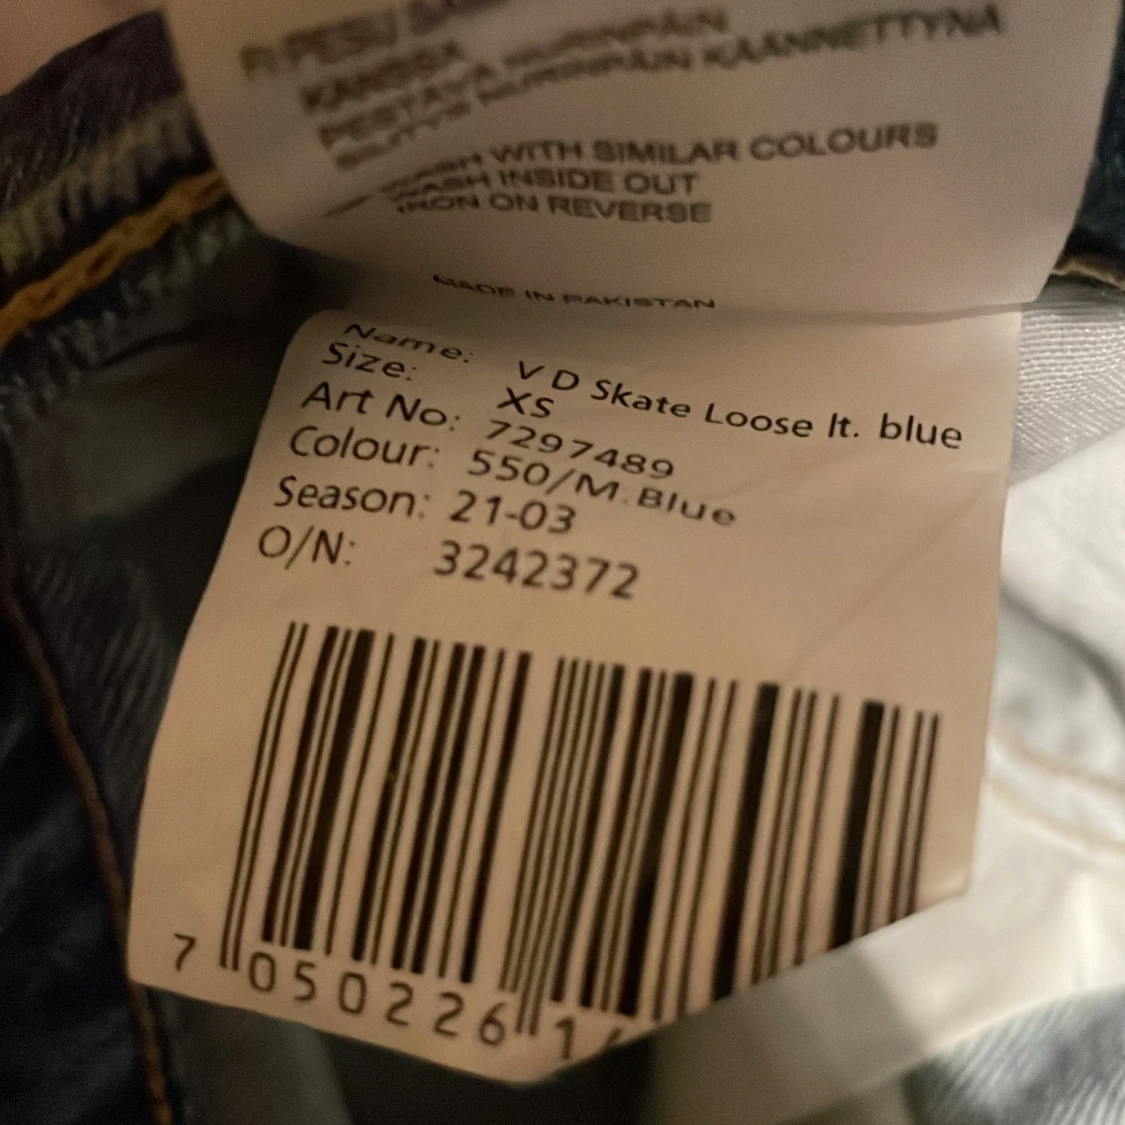 KANSSA
PESTÄVÄ NURINPÄIN
SILITYS NURINPÄIN KÄÄNNETTYNÄ
WASH WITH SIMILAR COLOURS
WASH INSIDE OUT
IRON ON REVERSE
MADE IN PAKISTAN
Name: V D Skate Loose lt. blue
Size: XS
Art No: 7297489
Colour: 550/M.Blue
Season: 21-03
O/N: 3242372
7 050226 1